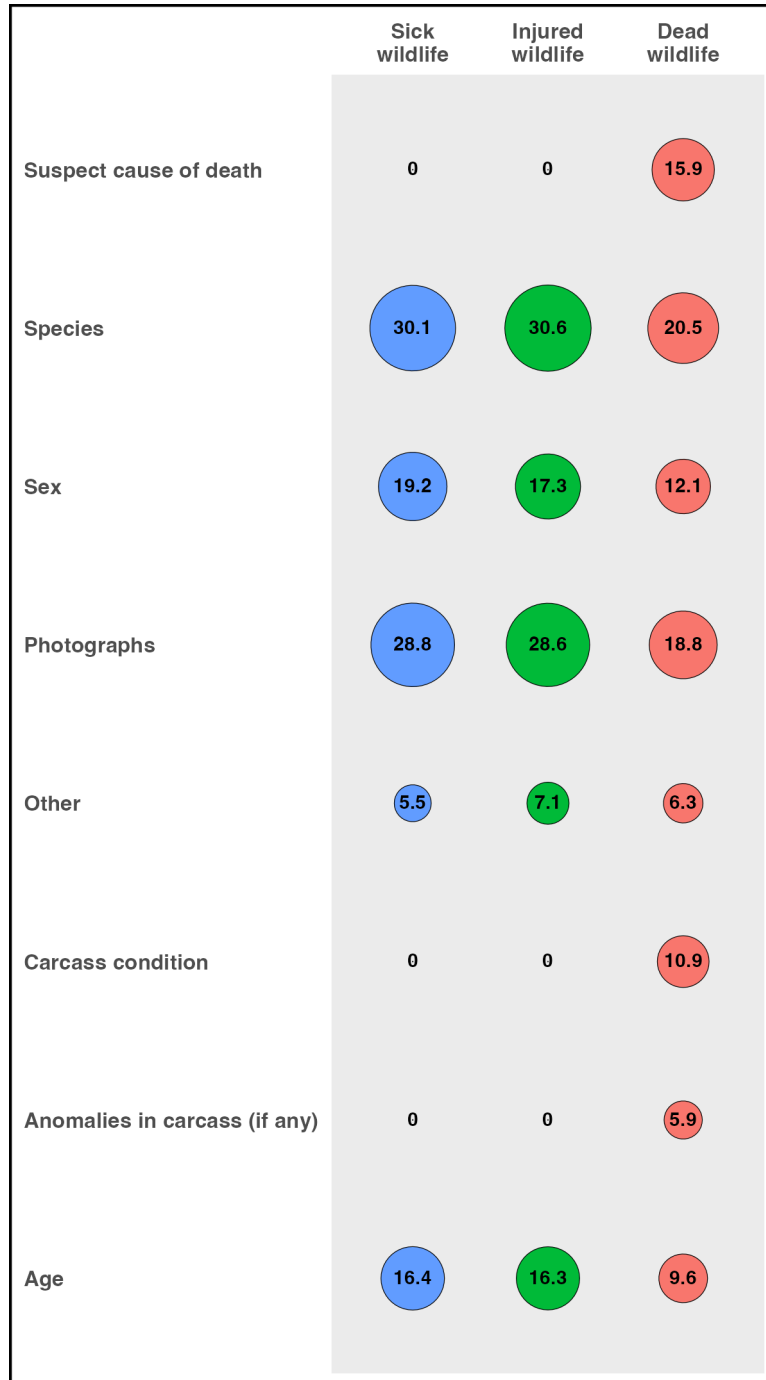 Sick Injured Dead
wildlife wildlife wildlife
Suspect cause of death 0 0 15.9
Species 30.1 30.6 20.5
Sex 19.2 17.3 12.1
Photographs 28.8 28.6 18.8
Other 5.5 7.1 6.3
Carcass condition 0 0 10.9
Anomalies in carcass (if any) 0 0 5.9
Age 16.4 16.3 9.6